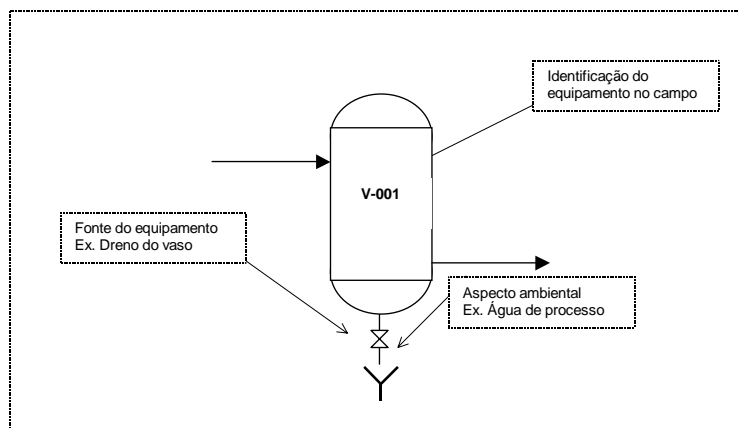 Identificação do
equipamento no campo
V-001
Fonte do equipamento
Ex. Dreno do vaso
Aspecto ambiental
Ex. Água de processo